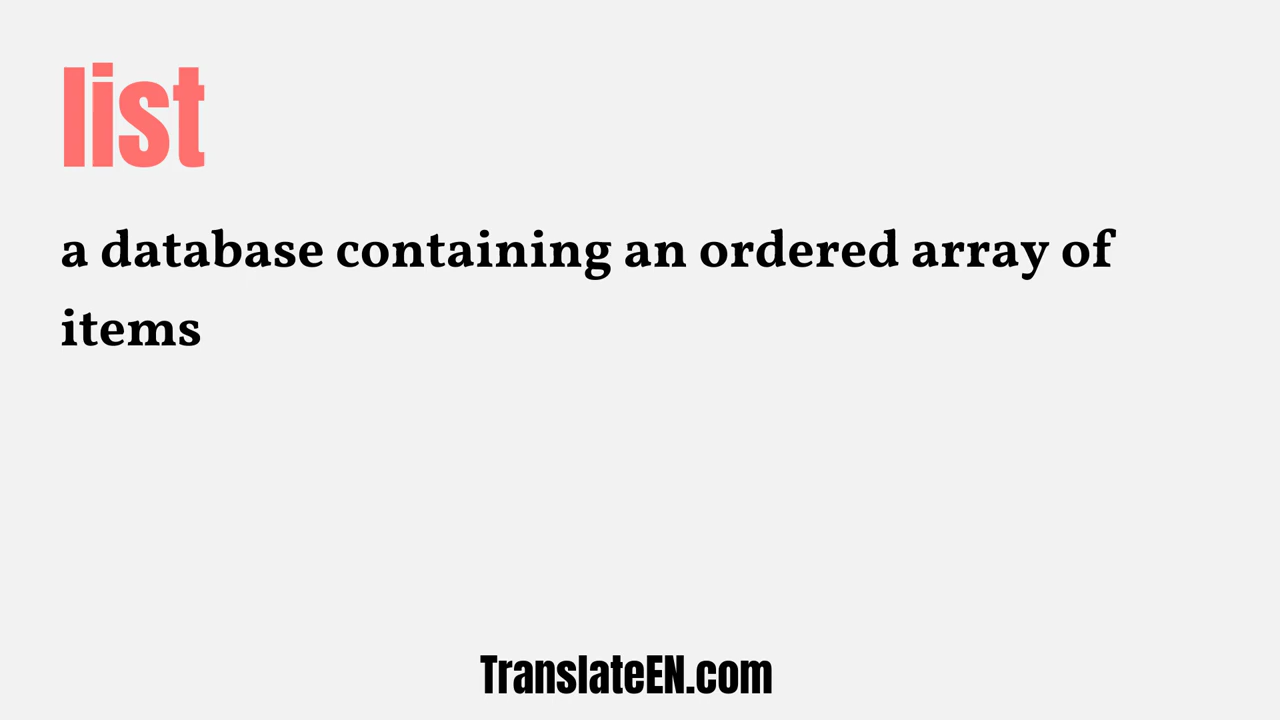 list
a database containing an ordered array of
items
TranslateEN.com